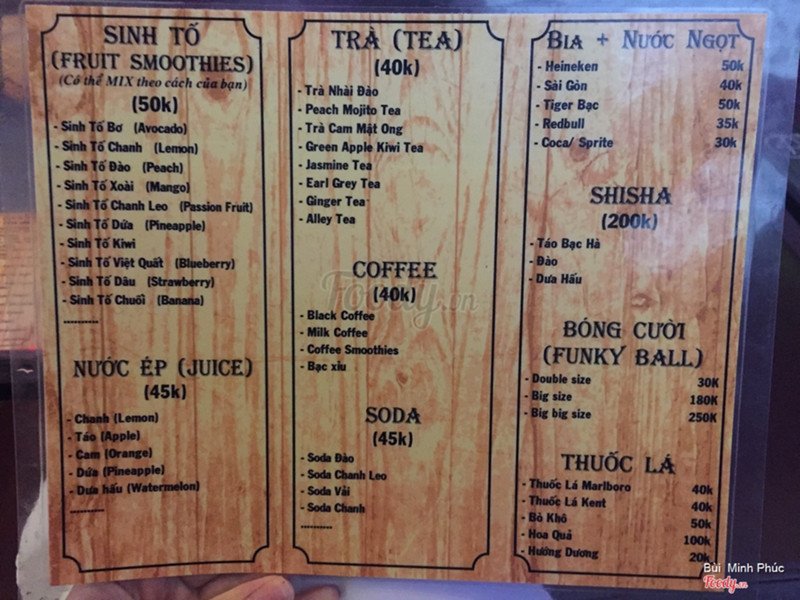 SINH TỐ
(FRUIT SMOOTHIES)
(Có thể MIX theo cách của bạn)
(50k)
- Sinh Tố Bơ (Avocado)
- Sinh Tố Chanh (Lemon)
- Sinh Tố Đào (Peach)
- Sinh Tố Xoài (Mango)
- Sinh Tố Chanh Leo (Passion Fruit)
- Sinh Tố Dứa (Pineapple)
- Sinh Tố Kiwi
- Sinh Tố Việt Quất (Blueberry)
- Sinh Tố Dâu (Strawberry)
- Sinh Tố Chuối (Banana)
----------
NƯỚC ÉP (JUICE)
(45k)
- Chanh (Lemon)
- Táo (Apple)
- Cam (Orange)
- Dứa (Pineapple)
- Dưa hấu (Watermelon)
----------
TRÀ (TEA)
(40k)
- Trà Nhài Đào
- Peach Mojito Tea
- Trà Cam Mật Ong
- Green Apple Kiwi Tea
- Jasmine Tea
- Earl Grey Tea
- Ginger Tea
- Alley Tea
COFFEE
(40k)
- Black Coffee
- Milk Coffee
- Coffee Smoothies
- Bạc xỉu
SODA
(45k)
- Soda Đào
- Soda Chanh Leo
- Soda Vải
- Soda Chanh
----------
BIA + NƯỚC NGỌT
- Heineken 50k
- Sài Gòn 40k
- Tiger Bạc 50k
- Redbull 35k
- Coca/ Sprite 30k
SHISHA
(200k)
- Táo Bạc Hà
- Đào
- Dưa Hấu
BÓNG CƯỜI
(FUNKY BALL)
- Double size 30K
- Big size 180K
- Big big size 250K
THUỐC LÁ
- Thuốc Lá Marlboro 40k
- Thuốc Lá Kent 40k
- Bò Khô 50k
- Hoa Quả 100k
- Hướng Dương 20k
Foody.vn
Bùi Minh Phúc
Foody.vn